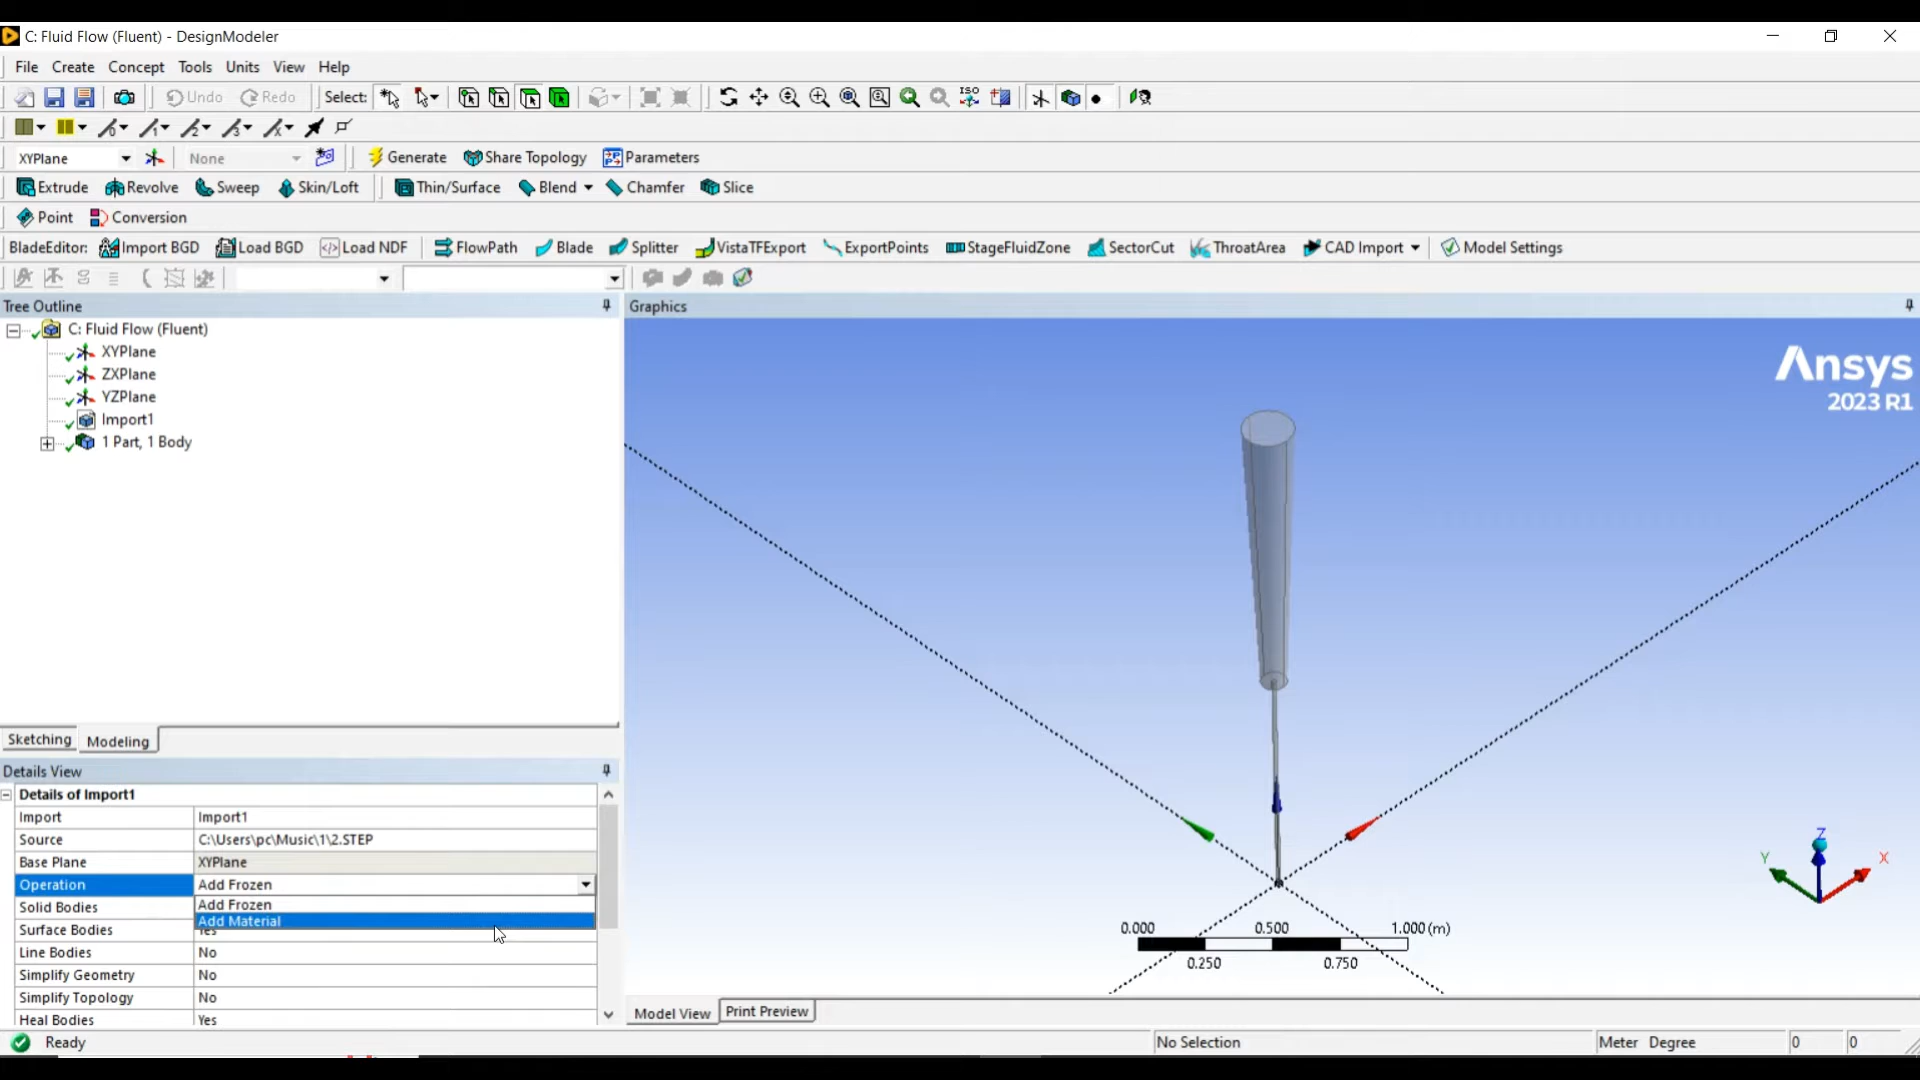 C: Fluid Flow (Fluent) - DesignModeler
File Create Concept Tools Units View Help
Undo Redo Select: ISO
XYPlane None Generate Share Topology Parameters
Extrude Revolve Sweep Skin/Loft Thin/Surface Blend Chamfer Slice
Point Conversion
BladeEditor: Import BGD Load BGD Load NDF FlowPath Blade Splitter VistaTFExport ExportPoints StageFluidZone SectorCut ThroatArea CAD Import Model Settings
Tree Outline
C: Fluid Flow (Fluent)
XYPlane
ZXPlane
YZPlane
Import1
1 Part, 1 Body
Sketching Modeling
Details View
Details of Import1
Import Import1
Source C:\Users\pc\Music\1\2.STEP
Base Plane XYPlane
Operation Add Frozen
Add Frozen
Add Material
Solid Bodies
Surface Bodies Yes
Line Bodies No
Simplify Geometry No
Simplify Topology No
Heal Bodies Yes
Graphics
Ansys
2023 R1
Z
Y X
0.000 0.500 1.000 (m)
0.250 0.750
Model View Print Preview
Ready No Selection Meter Degree 0 0